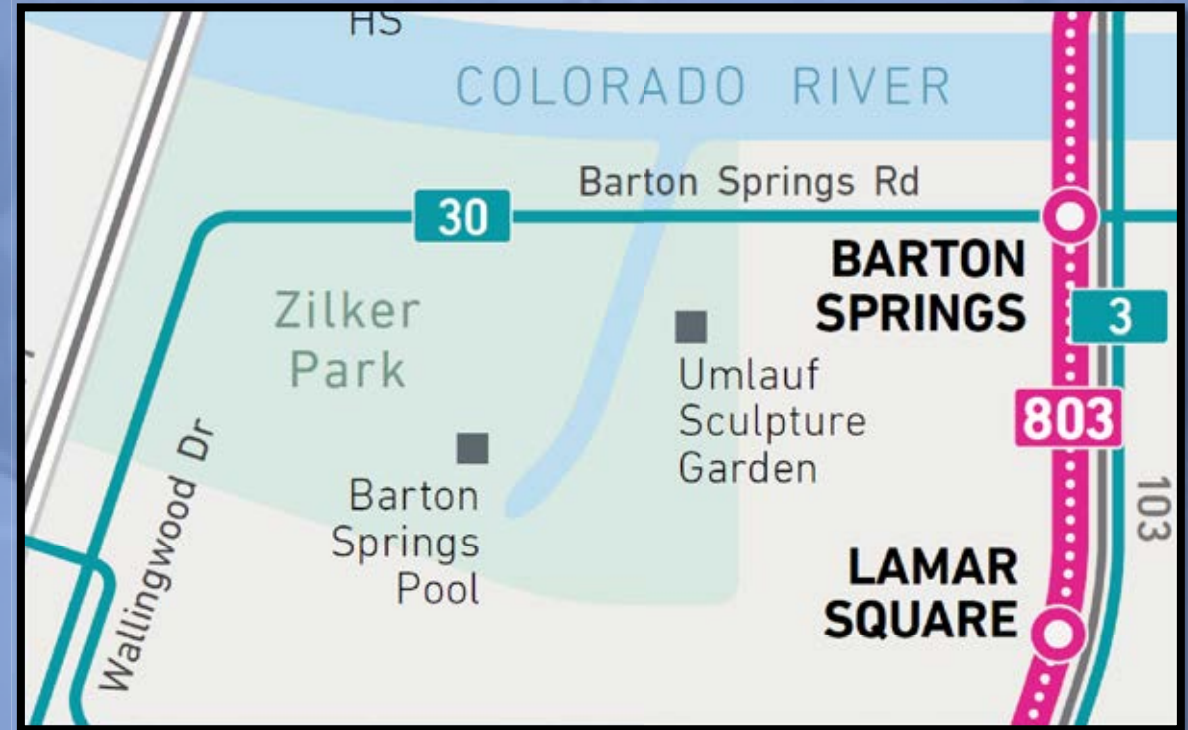 HS
COLORADO RIVER
Barton Springs Rd
30
BARTON
SPRINGS
3
Zilker
Park
Umlauf
Sculpture
Garden
803
Wallingwood Dr
Barton
Springs
Pool
103
LAMAR
SQUARE